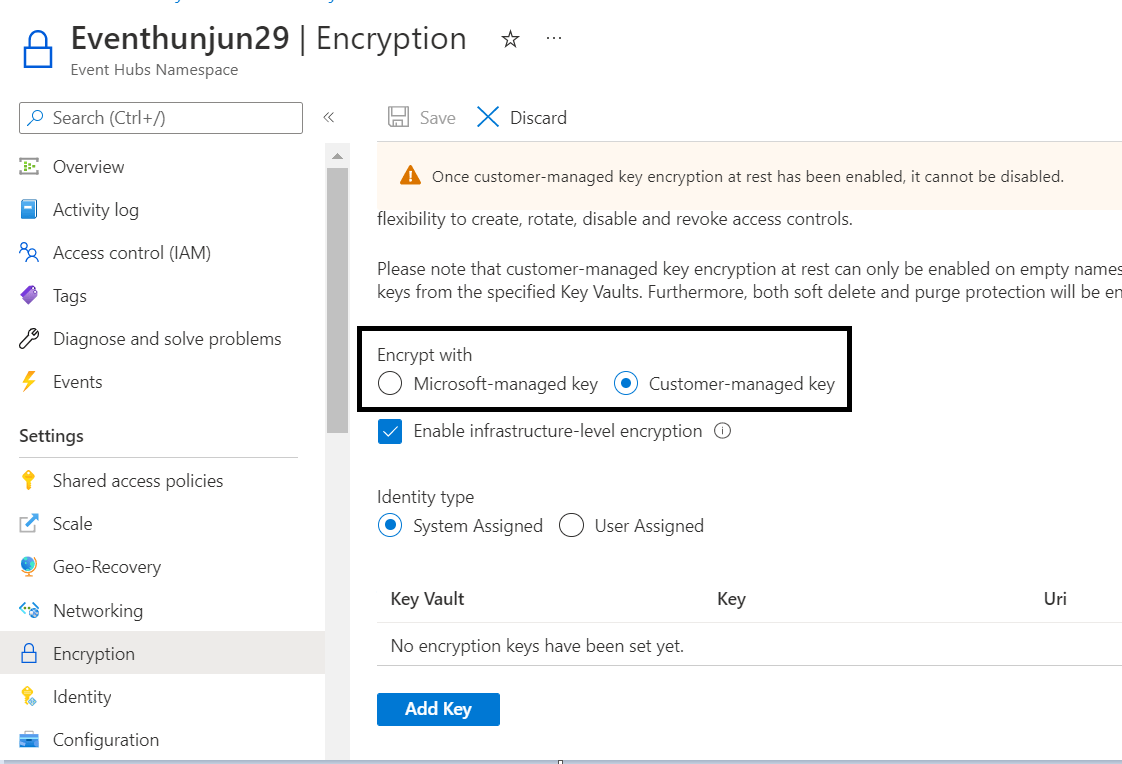 Eventhunjun29 | Encryption ☆ ...
Event Hubs Namespace
Search (Ctrl+/)
«
Save
Discard
Overview
Activity log
Access control (IAM)
Tags
Diagnose and solve problems
Events
Settings
Shared access policies
Scale
Geo-Recovery
Networking
Encryption
Identity
Configuration
Once customer-managed key encryption at rest has been enabled, it cannot be disabled.
flexibility to create, rotate, disable and revoke access controls.
Please note that customer-managed key encryption at rest can only be enabled on empty
keys from the specified Key Vaults. Furthermore, both soft delete and purge protection will be
Encrypt with
Microsoft-managed key Customer-managed key
Enable infrastructure-level encryption
Identity type
System Assigned User Assigned
Key Vault Key Uri
No encryption keys have been set yet.
Add Key